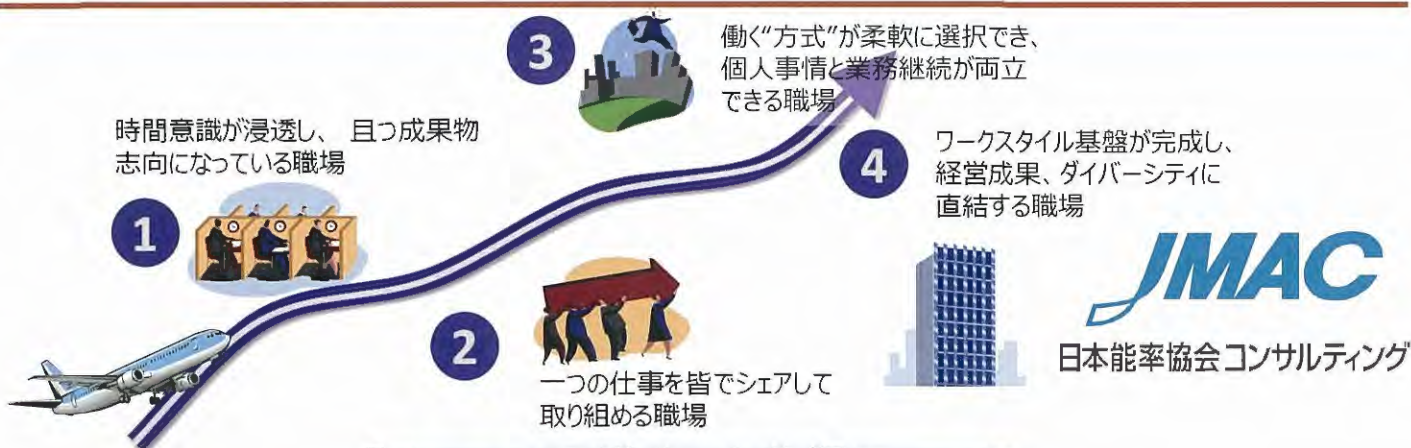 1
時間意識が浸透し、 且つ成果物
志向になっている職場
2
一つの仕事を皆でシェアして
取り組める職場
3
働く“方式”が柔軟に選択でき、
個人事情と業務継続が両立
できる職場
4
ワークスタイル基盤が完成し、
経営成果、ダイバーシティに
直結する職場
JMAC
日本能率協会コンサルティング